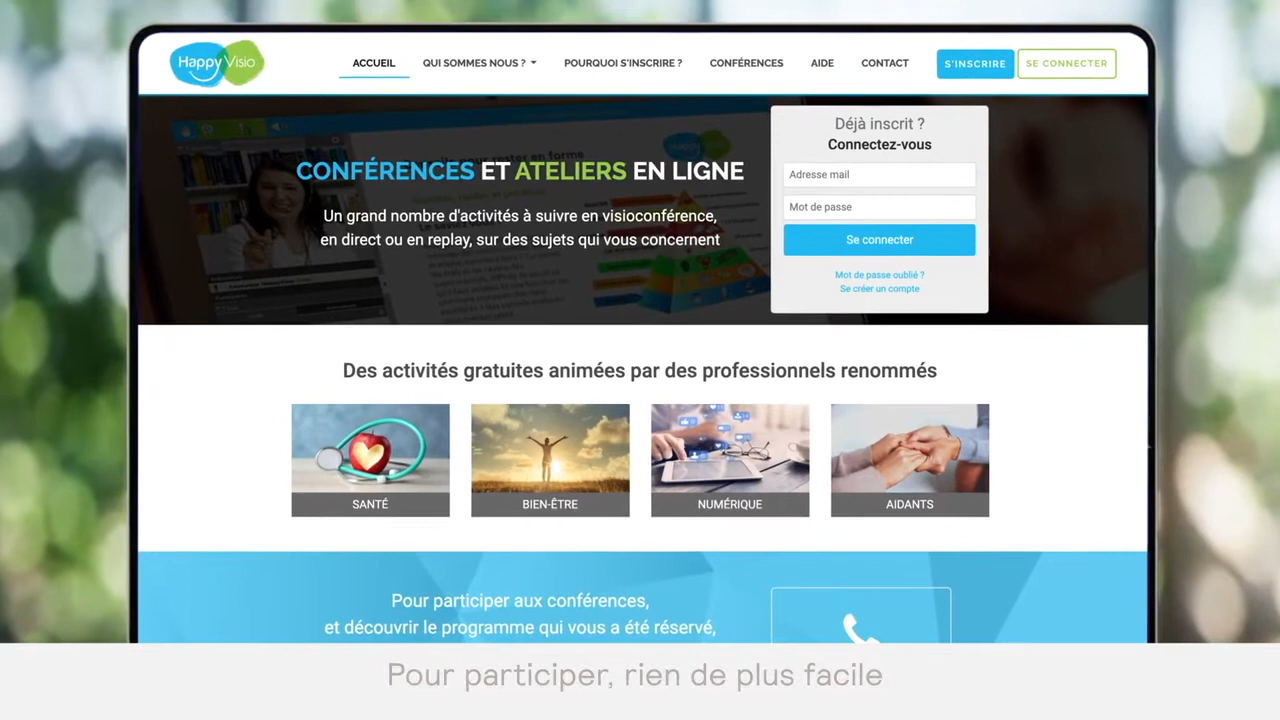 HappyVisio
ACCUEIL
QUI SOMMES NOUS ?
POURQUOI S'INSCRIRE ?
CONFÉRENCES
AIDE
CONTACT
S'INSCRIRE
SE CONNECTER
CONFÉRENCES ET ATELIERS EN LIGNE
Un grand nombre d'activités à suivre en visioconférence,
en direct ou en replay, sur des sujets qui vous concernent
Déjà inscrit ?
Connectez-vous
Adresse mail
Mot de passe
Se connecter
Mot de passe oublié ?
Se créer un compte
Des activités gratuites animées par des professionnels renommés
SANTÉ
BIEN-ÊTRE
NUMÉRIQUE
AIDANTS
Pour participer aux conférences,
et découvrir le programme qui vous a été réservé,
Pour participer, rien de plus facile